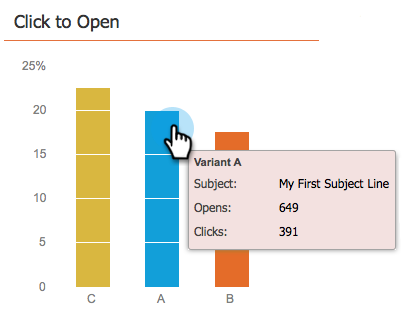 Click to Open
25%
20
15
10
5
0
C A B
Variant A
Subject: My First Subject Line
Opens: 649
Clicks: 391